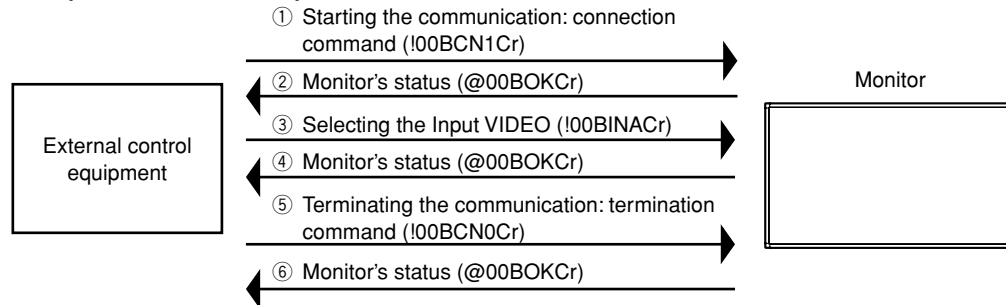 ① Starting the communication: connection
command (!00BCN1Cr)
② Monitor's status (@00BOKCr)
Monitor
③ Selecting the Input VIDEO (!00BINACr)
External control
equipment
④ Monitor's status (@00BOKCr)
⑤ Terminating the communication: termination
command (!00BCN0Cr)
⑥ Monitor's status (@00BOKCr)